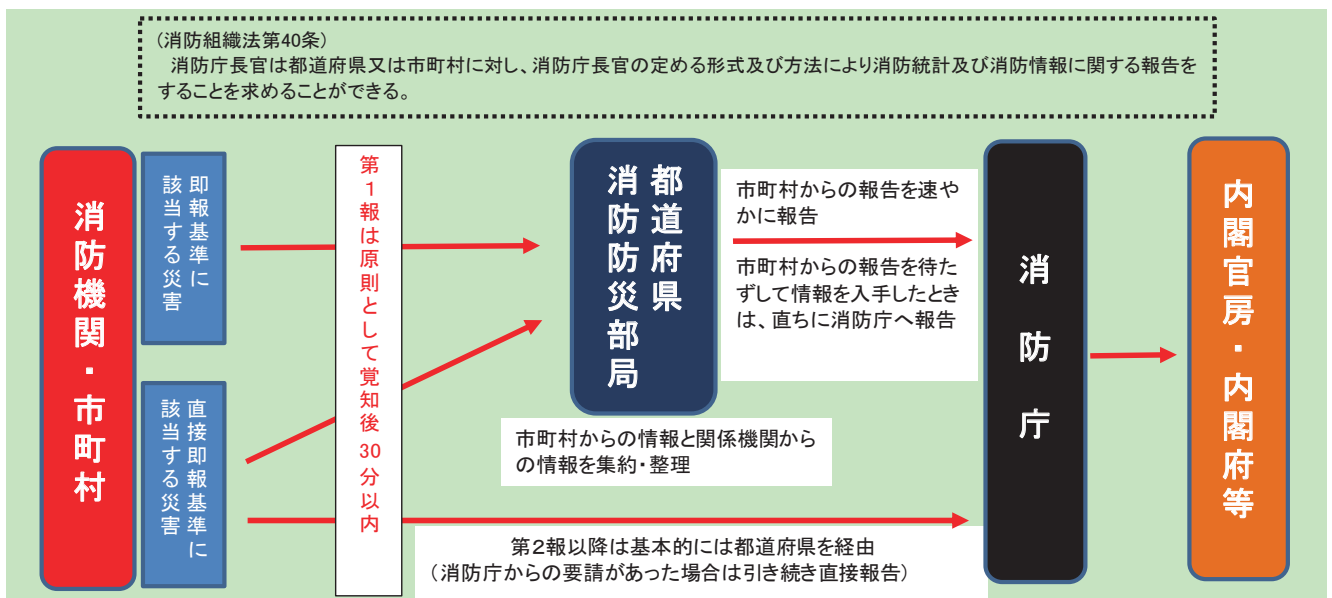 (消防組織法第40条)
消防庁長官は都道府県又は市町村に対し、消防庁長官の定める形式及び方法により消防統計及び消防情報に関する報告を
することを求めることができる。
消防機関・市町村
即報基準に
該当する災害
直接即報基準に
該当する災害
第1報は原則として覚知後30分以内
都道府県
消防防災部局
市町村からの情報と関係機関から
の情報を集約・整理
市町村からの報告を速や
かに報告
市町村からの報告を待た
ずして情報を入手したとき
は、直ちに消防庁へ報告
第2報以降は基本的には都道府県を経由
(消防庁からの要請があった場合は引き続き直接報告)
消防庁
内閣官房・内閣府等